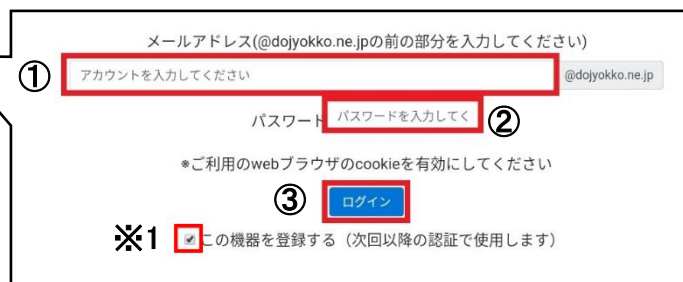 メールアドレス(@dojyokko.ne.jpの前の部分を入力してください)
① アカウントを入力してください @dojyokko.ne.jp
パスワード パスワードを入力してく ②
※ご利用のwebブラウザのcookieを有効にしてください
③ ログイン
※1 この機器を登録する（次回以降の認証で使用します）